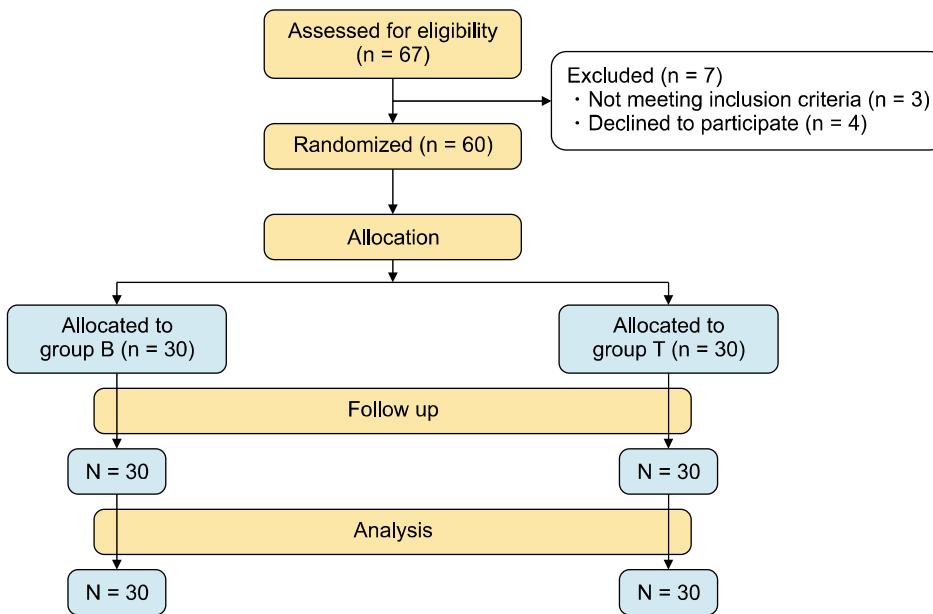 Assessed for eligibility
(n = 67)
Excluded (n = 7)
・Not meeting inclusion criteria (n = 3)
・Declined to participate (n = 4)
Randomized (n = 60)
Allocation
Allocated to
group B (n = 30)
Allocated to
group T (n = 30)
Follow up
N = 30
N = 30
Analysis
N = 30
N = 30